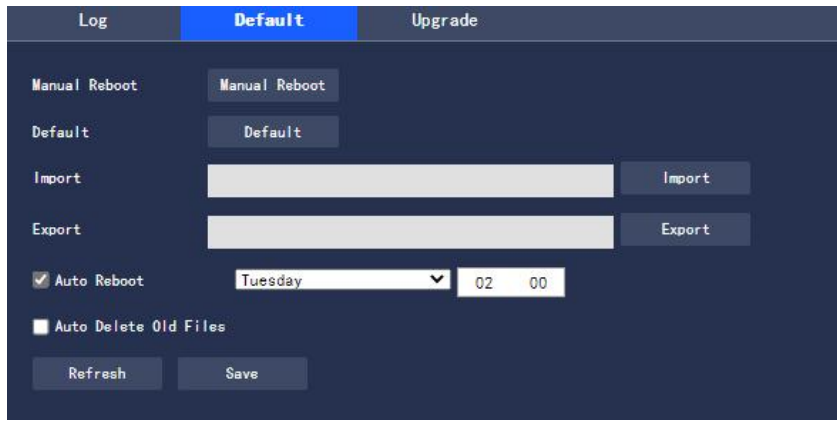 Log Default Upgrade
Manual Reboot Manual Reboot
Default Default
Import Import
Export Export
Auto Reboot Tuesday 02 00
Auto Delete Old Files
Refresh Save